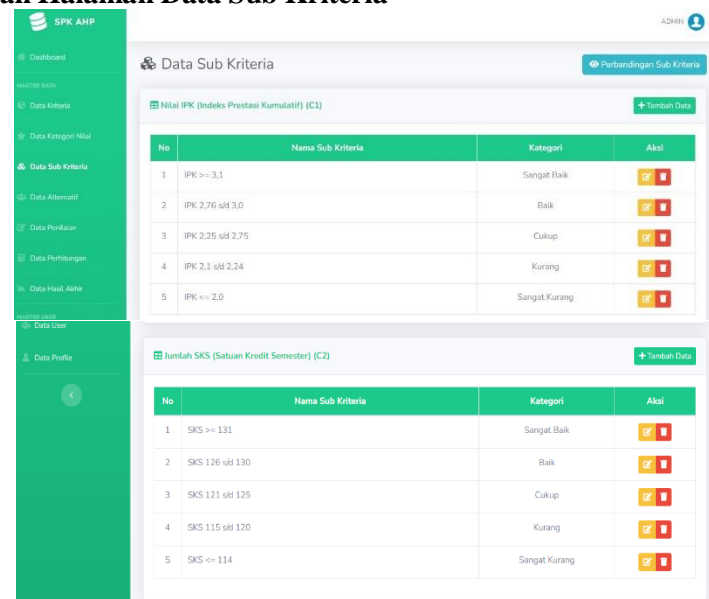 Halaman Data Sub Kriteria
SPK AHP
ADMIN
Dashboard
Data Sub Kriteria
Perbandingan Sub Kriteria
MASTER DATA
Data Kriteria
Data Kategori Nilai
Data Sub Kriteria
Data Alternatif
Data Penilaian
Data Perhitungan
Data Hasil Akhir
MASTER USER
Data User
Data Profile
Nilai IPK (Indeks Prestasi Kumulatif) (C1)
+ Tambah Data
No Nama Sub Kriteria Kategori Aksi
1 IPK >= 3,1 Sangat Baik
2 IPK 2,76 s/d 3,0 Baik
3 IPK 2,25 s/d 2,75 Cukup
4 IPK 2,1 s/d 2,24 Kurang
5 IPK <= 2,0 Sangat Kurang
Jumlah SKS (Satuan Kredit Semester) (C2)
+ Tambah Data
No Nama Sub Kriteria Kategori Aksi
1 SKS >= 131 Sangat Baik
2 SKS 126 s/d 130 Baik
3 SKS 121 s/d 125 Cukup
4 SKS 115 s/d 120 Kurang
5 SKS <= 114 Sangat Kurang